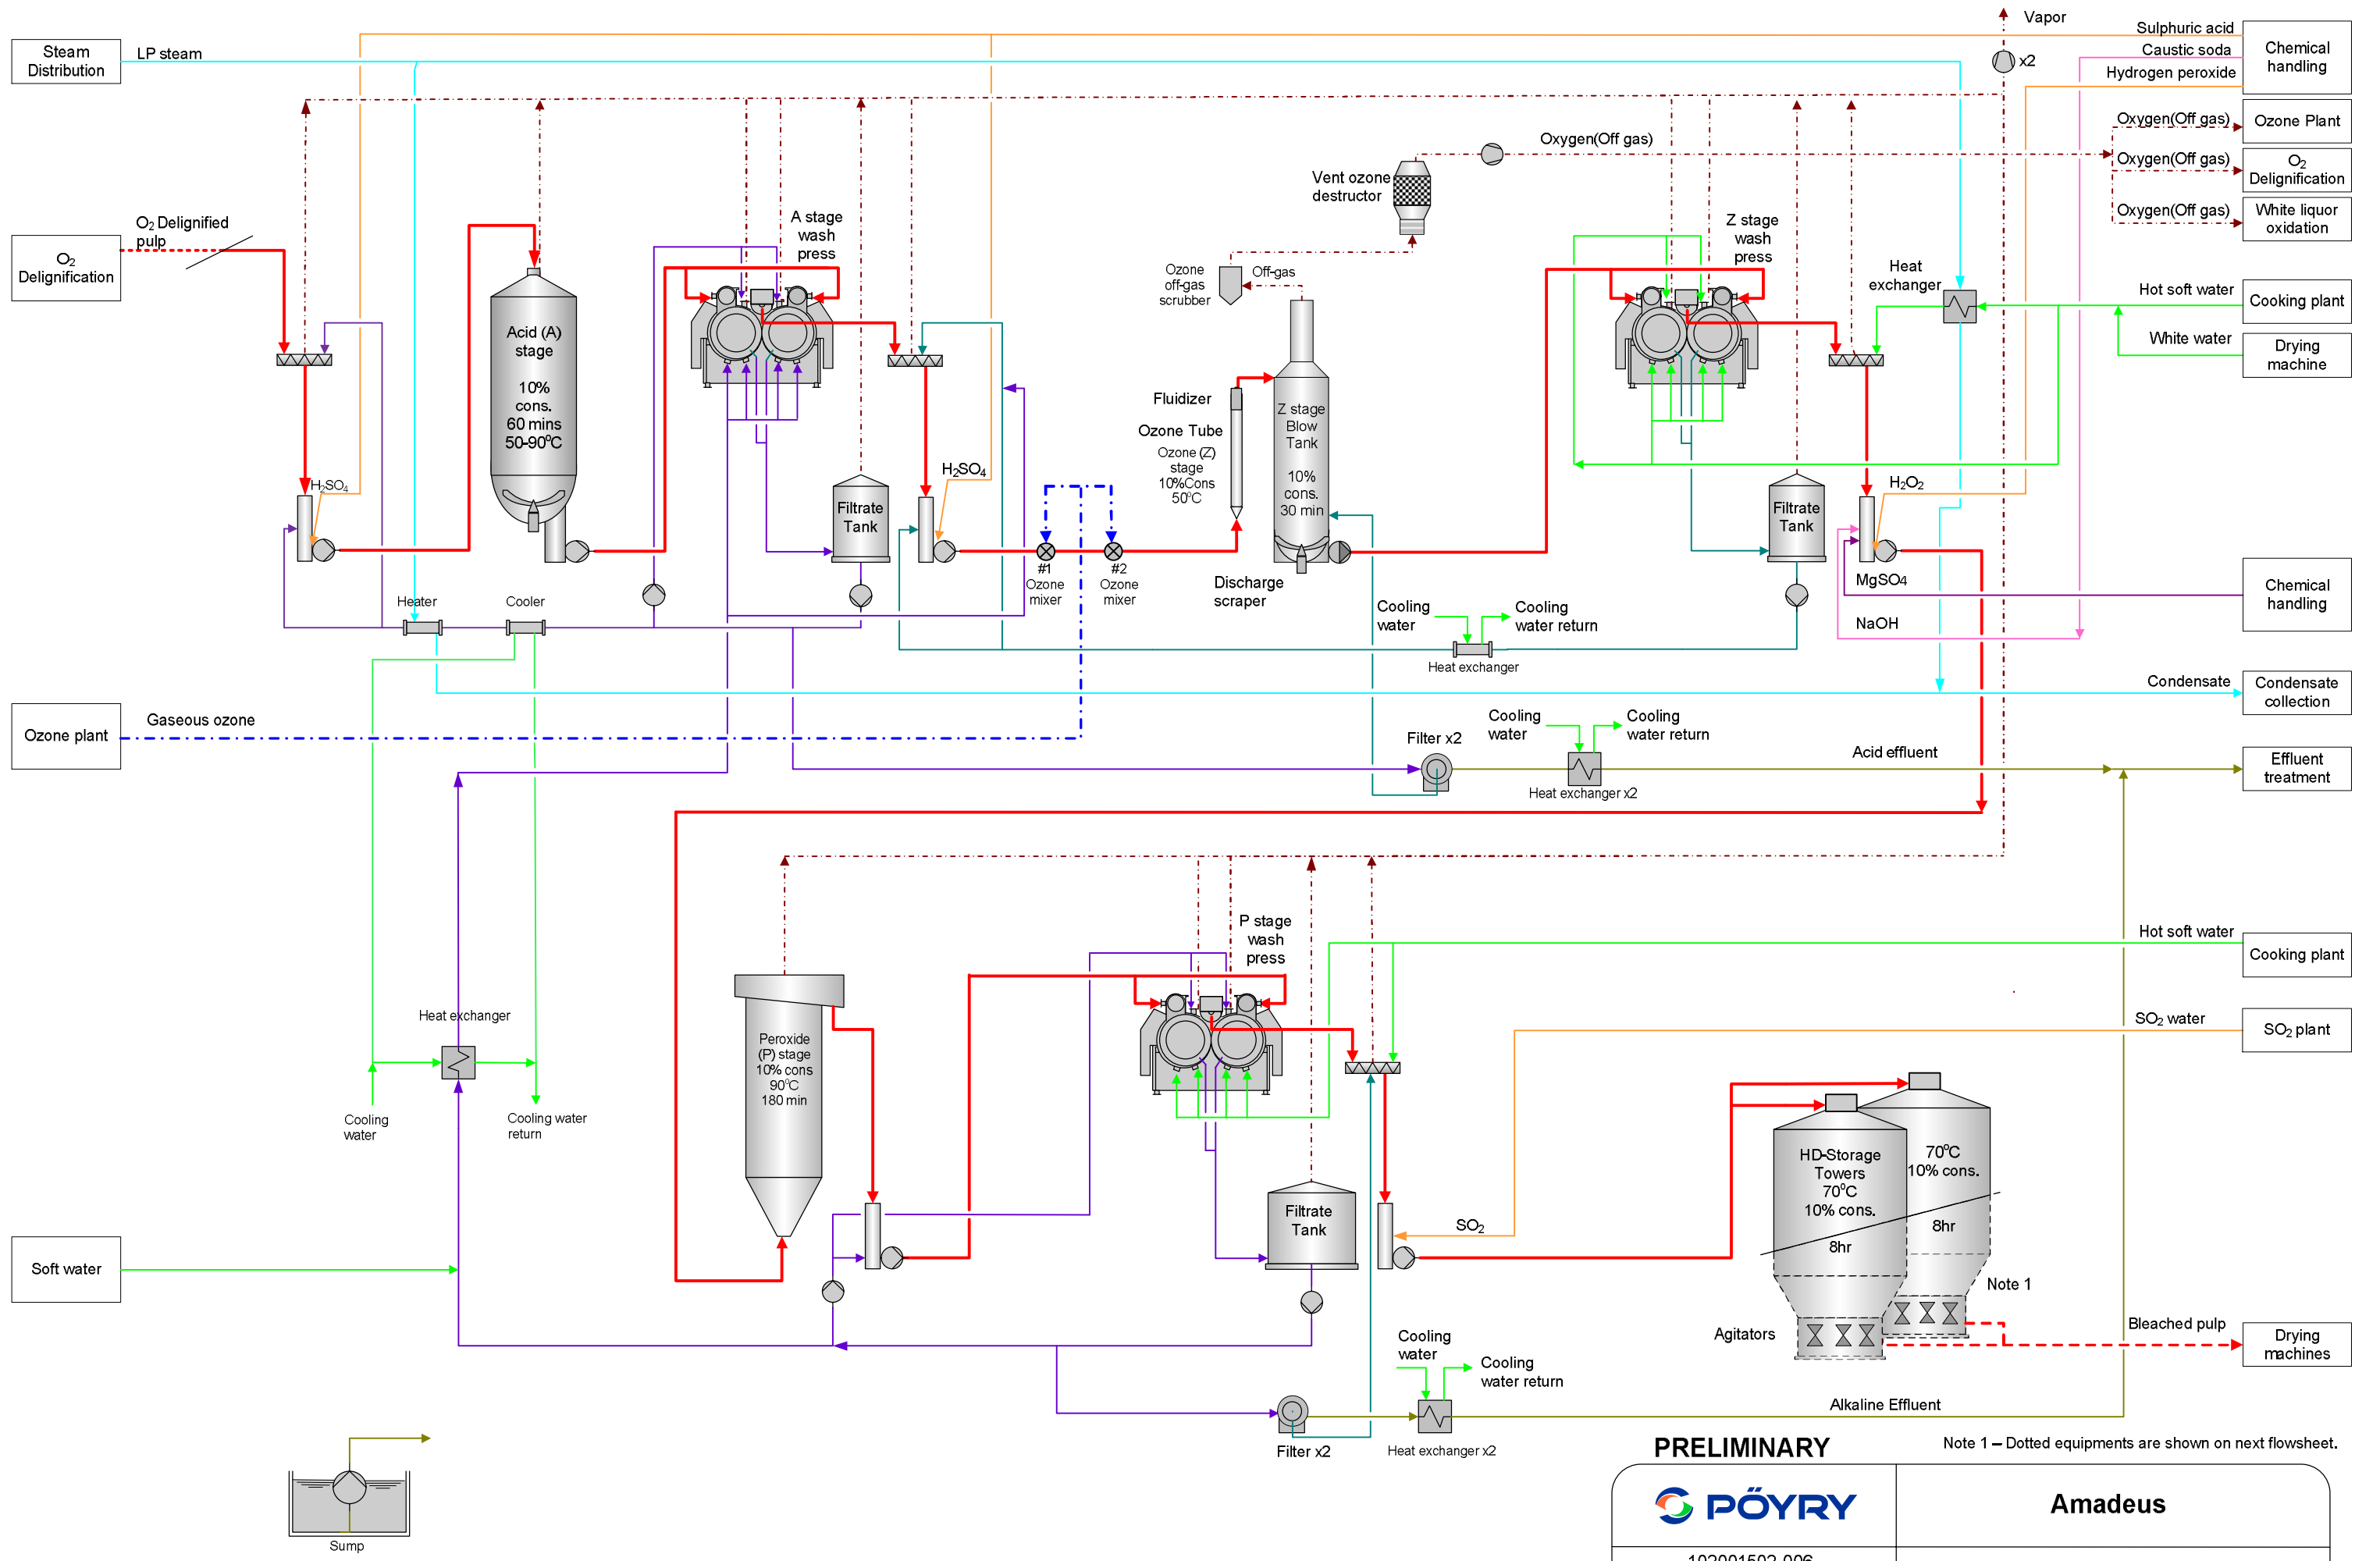 Vapor
x2
Sulphuric acid
Caustic soda
Hydrogen peroxide
Chemical
handling
Steam
Distribution
LP steam
Oxygen(Off gas)
Ozone Plant
Oxygen(Off gas)
Oxygen(Off gas)
O2
Delignification
Oxygen(Off gas)
White liquor
oxidation
Vent ozone
destructor
O2 Delignified
pulp
O2
Delignification
A stage
wash
press
Z stage
wash
press
Ozone
off-gas
scrubber
Off-gas
Heat
exchanger
Hot soft water
Cooking plant
White water
Drying
machine
Acid (A)
stage
10%
cons.
60 mins
50-90⁰C
Fluidizer
Ozone Tube
Ozone (Z)
stage
10%Cons
50⁰C
Z stage
Blow
Tank
10%
cons.
30 min
H2SO4
Filtrate
Tank
H2SO4
Filtrate
Tank
H2O2
#1
Ozone
mixer
#2
Ozone
mixer
Discharge
scraper
MgSO4
Chemical
handling
Heater
Cooler
Cooling
water
Cooling
water return
NaOH
Heat exchanger
Condensate
Condensate
collection
Ozone plant
Gaseous ozone
Cooling
water
Cooling
water return
Filter x2
Acid effluent
Effluent
treatment
Heat exchanger x2
P stage
wash
press
Hot soft water
Cooking plant
Heat exchanger
SO2 water
SO2 plant
Peroxide
(P) stage
10% cons
90⁰C
180 min
Cooling
water
Cooling water
return
HD-Storage
Towers
70⁰C
10% cons.
8hr
70⁰C
10% cons.
8hr
Filtrate
Tank
SO2
Soft water
Note 1
Agitators
Bleached pulp
Drying
machines
Cooling
water
Cooling
water return
Alkaline Effluent
Filter x2
Heat exchanger x2
PRELIMINARY
Note 1 – Dotted equipments are shown on next flowsheet.
Sump
PÖYRY
Amadeus
102001502-006